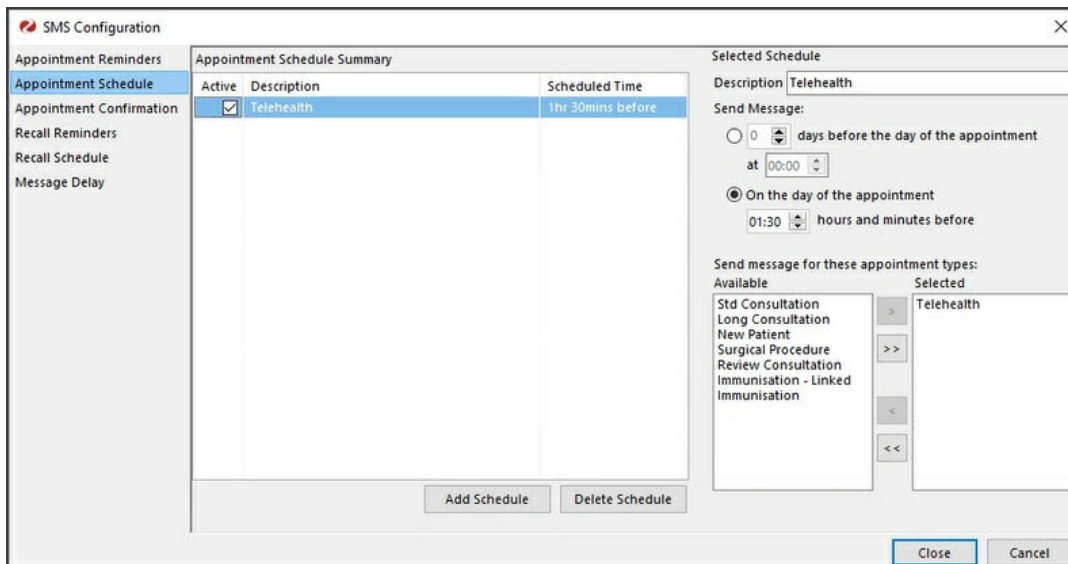 SMS Configuration
Appointment Reminders
Appointment Schedule
Appointment Confirmation
Recall Reminders
Recall Schedule
Message Delay
Appointment Schedule Summary
Active Description Scheduled Time
Telehealth 1hr 30mins before
Add Schedule Delete Schedule
Selected Schedule
Description Telehealth
Send Message:
0 days before the day of the appointment
at 00:00
On the day of the appointment
01:30 hours and minutes before
Send message for these appointment types:
Available Selected
Std Consultation
Long Consultation
New Patient
Surgical Procedure
Review Consultation
Immunisation - Linked
Immunisation
>
>>
<
<<
Telehealth
Close Cancel